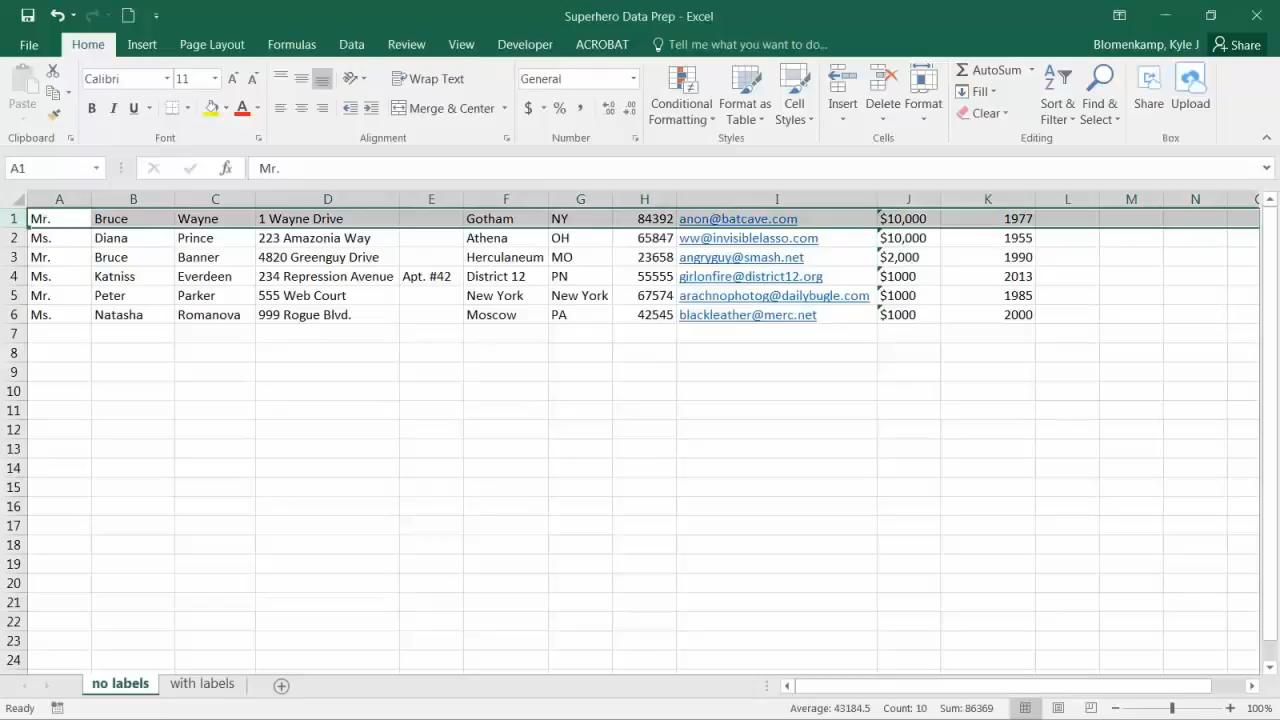 Superhero Data Prep - Excel
File Home Insert Page Layout Formulas Data Review View Developer ACROBAT Tell me what you want to do... Blomenkamp, Kyle J Share
Paste Calibri 11 Wrap Text General Conditional Formatting Format as Table Cell Styles Insert Delete Format AutoSum Sort & Filter Find & Select Share Upload
B I U Merge & Center $ % , Fill
Clear
Clipboard Font Alignment Number Styles Cells Editing Box
A1 fx Mr.
A B C D E F G H I J K L M N
1 Mr. Bruce Wayne 1 Wayne Drive Gotham NY 84392 anon@batcave.com $10,000 1977
2 Ms. Diana Prince 223 Amazonia Way Athena OH 65847 ww@invisiblelasso.com $10,000 1955
3 Mr. Bruce Banner 4820 Greenguy Drive Herculaneum MO 23658 angryguy@smash.net $2,000 1990
4 Ms. Katniss Everdeen 234 Repression Avenue Apt. #42 District 12 PN 55555 girlonfire@district12.org $1000 2013
5 Mr. Peter Parker 555 Web Court New York New York 67574 arachnophotog@dailybugle.com $1000 1985
6 Ms. Natasha Romanova 999 Rogue Blvd. Moscow PA 42545 blackleather@merc.net $1000 2000
7
8
9
10
11
12
13
14
15
16
17
18
19
20
21
22
23
24
no labels with labels
Ready Average: 43184.5 Count: 10 Sum: 86369 100%